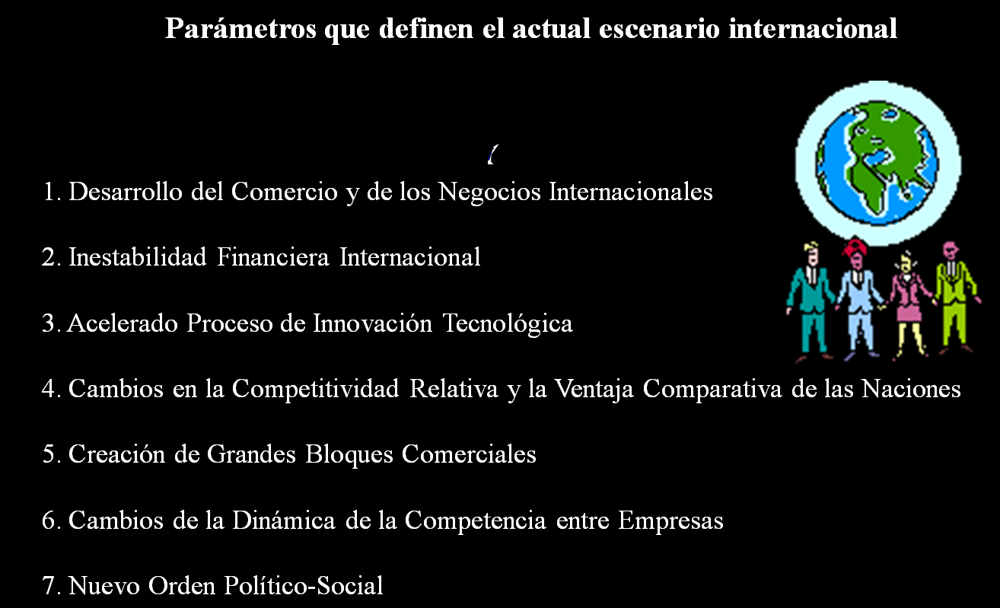 Parámetros que definen el actual escenario internacional
1. Desarrollo del Comercio y de los Negocios Internacionales
2. Inestabilidad Financiera Internacional
3. Acelerado Proceso de Innovación Tecnológica
4. Cambios en la Competitividad Relativa y la Ventaja Comparativa de las Naciones
5. Creación de Grandes Bloques Comerciales
6. Cambios de la Dinámica de la Competencia entre Empresas
7. Nuevo Orden Político-Social